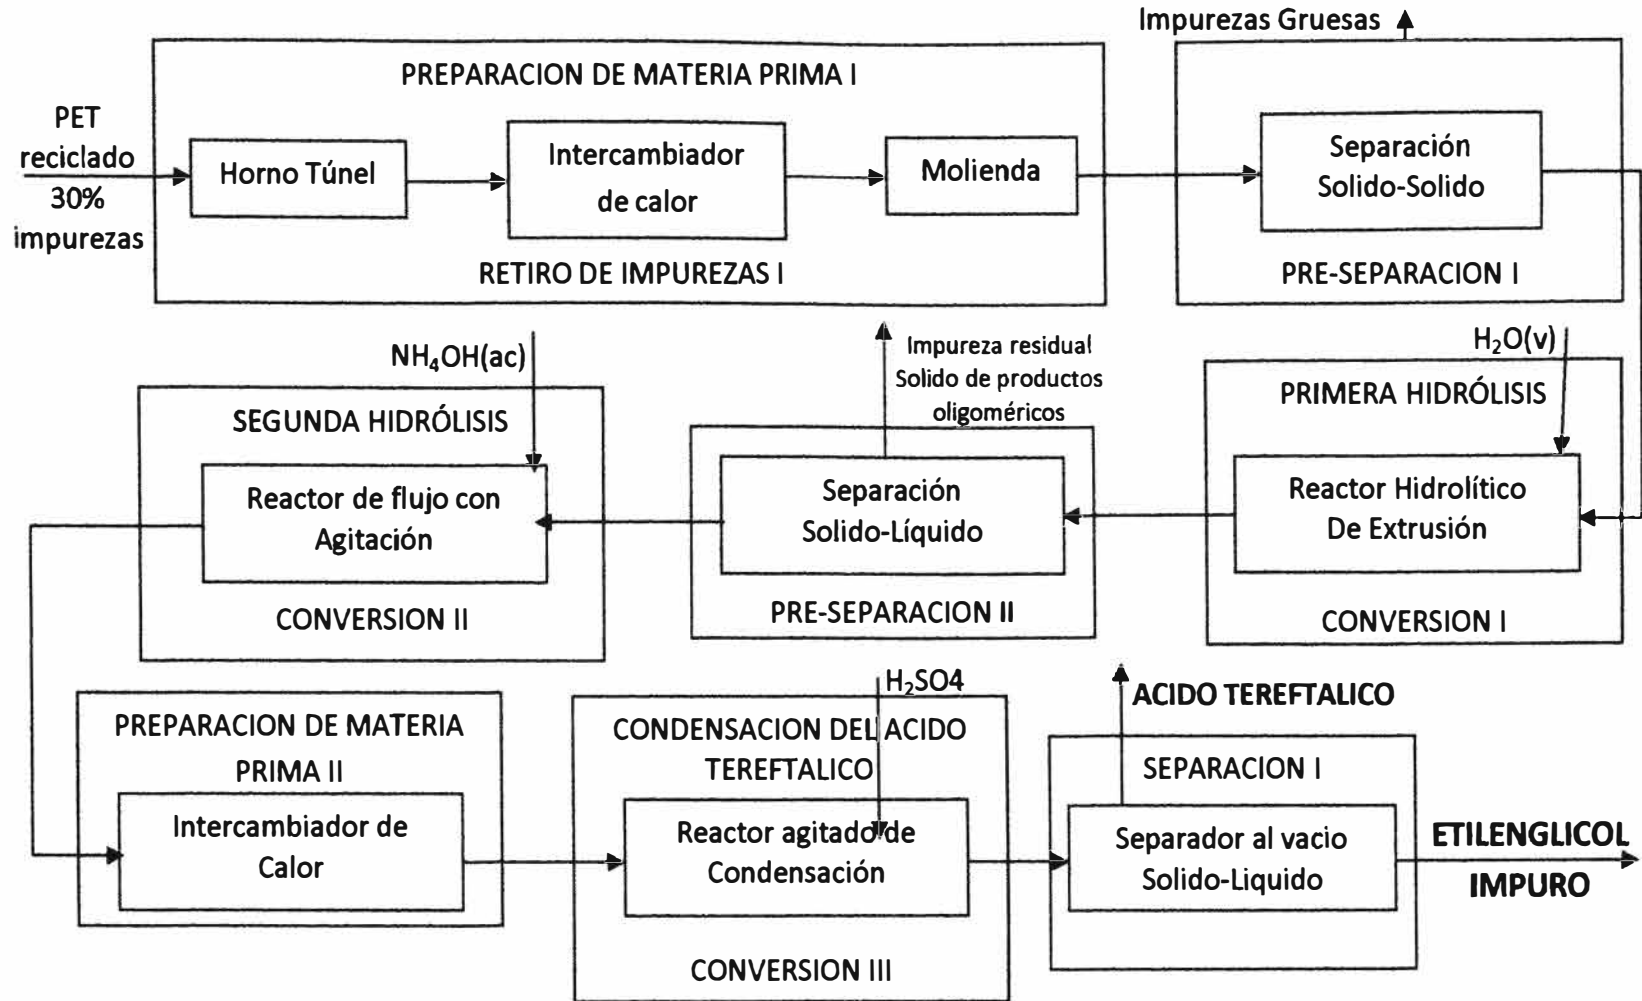 Impurezas Gruesas
PREPARACION DE MATERIA PRIMA I
PET
reciclado
30%
impurezas
Horno Túnel
Intercambiador
de calor
Molienda
RETIRO DE IMPUREZAS I
Separación
Solido-Solido
PRE-SEPARACION I
NH₄OH(ac)
SEGUNDA HIDRÓLISIS
Reactor de flujo con
Agitación
CONVERSION II
Impureza residual
Solido de productos
oligoméricos
Separación
Solido-Líquido
PRE-SEPARACION II
H₂O(v)
PRIMERA HIDRÓLISIS
Reactor Hidrolítico
De Extrusión
CONVERSION I
PREPARACION DE MATERIA
PRIMA II
Intercambiador de
Calor
H₂SO4
CONDENSACION DEL ACIDO
TEREFTALICO
Reactor agitado de
Condensación
CONVERSION III
ACIDO TEREFTALICO
SEPARACION I
Separador al vacio
Solido-Liquido
ETILENGLICOL
IMPURO